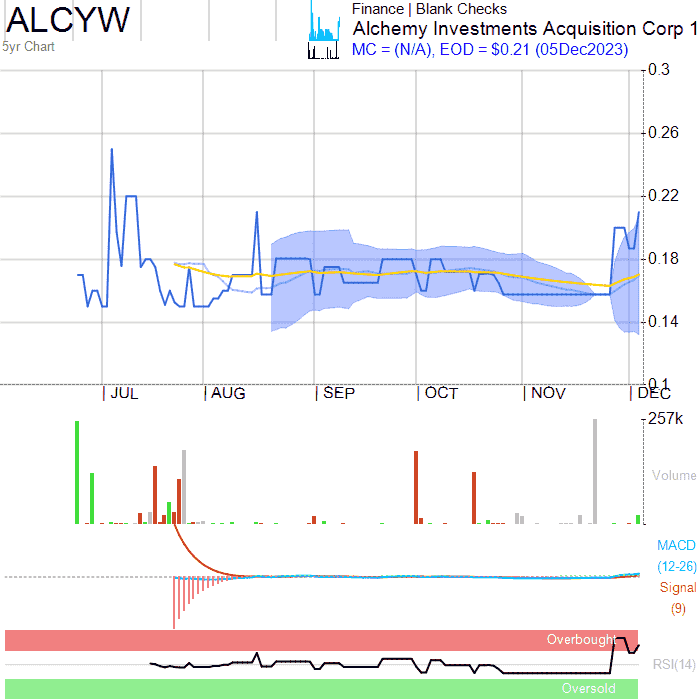 ALCYW
5yr Chart
Finance | Blank Checks
Alchemy Investments Acquisition Corp 1
MC = (N/A), EOD = $0.21 (05Dec2023)
0.3
0.26
0.22
0.18
0.14
0.1
JUL AUG SEP OCT NOV DEC
257k
Volume
MACD
(12-26)
Signal
(9)
Overbought
RSI(14)
Oversold